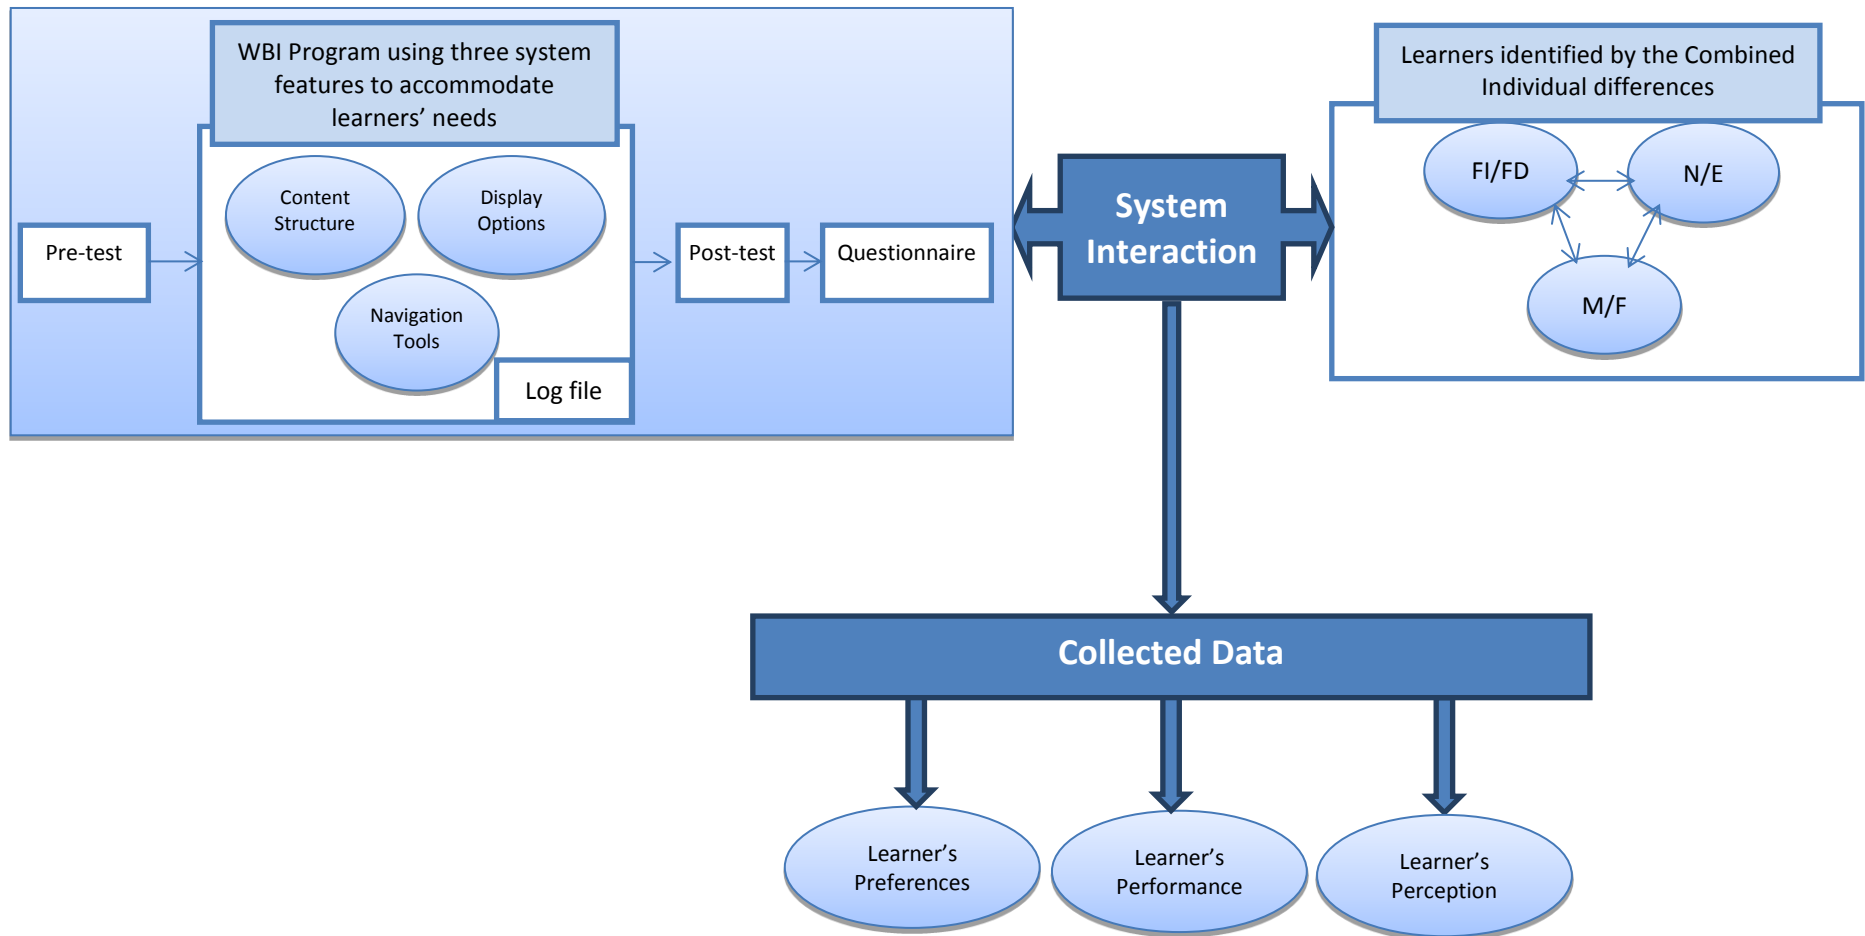 WBI Program using three system
features to accommodate
learners’ needs
Content
Structure
Display
Options
Navigation
Tools
Log file
Pre-test
Post-test
Questionnaire
System
Interaction
Learners identified by the Combined
Individual differences
FI/FD
N/E
M/F
Collected Data
Learner’s
Preferences
Learner’s
Performance
Learner’s
Perception